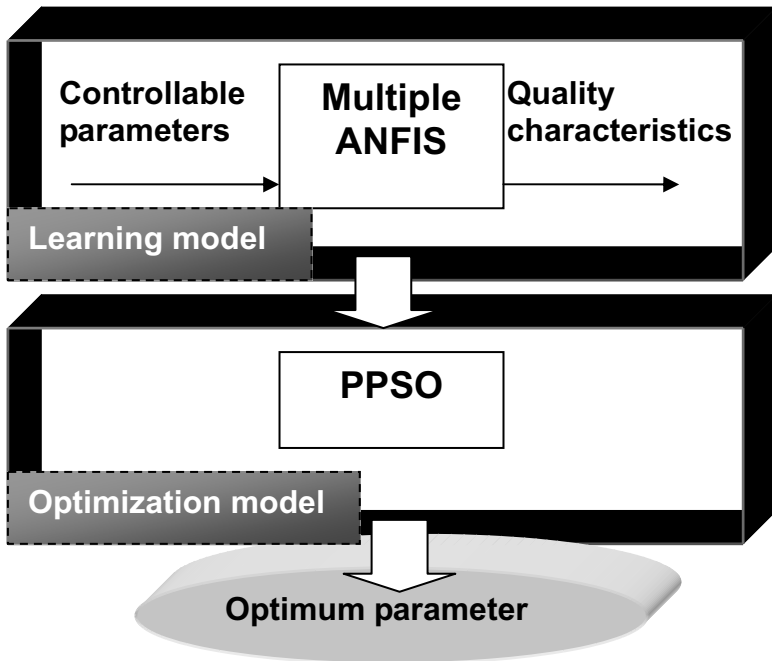 Controllable
parameters
Multiple
ANFIS
Quality
characteristics
Learning model
PPSO
Optimization model
Optimum parameter